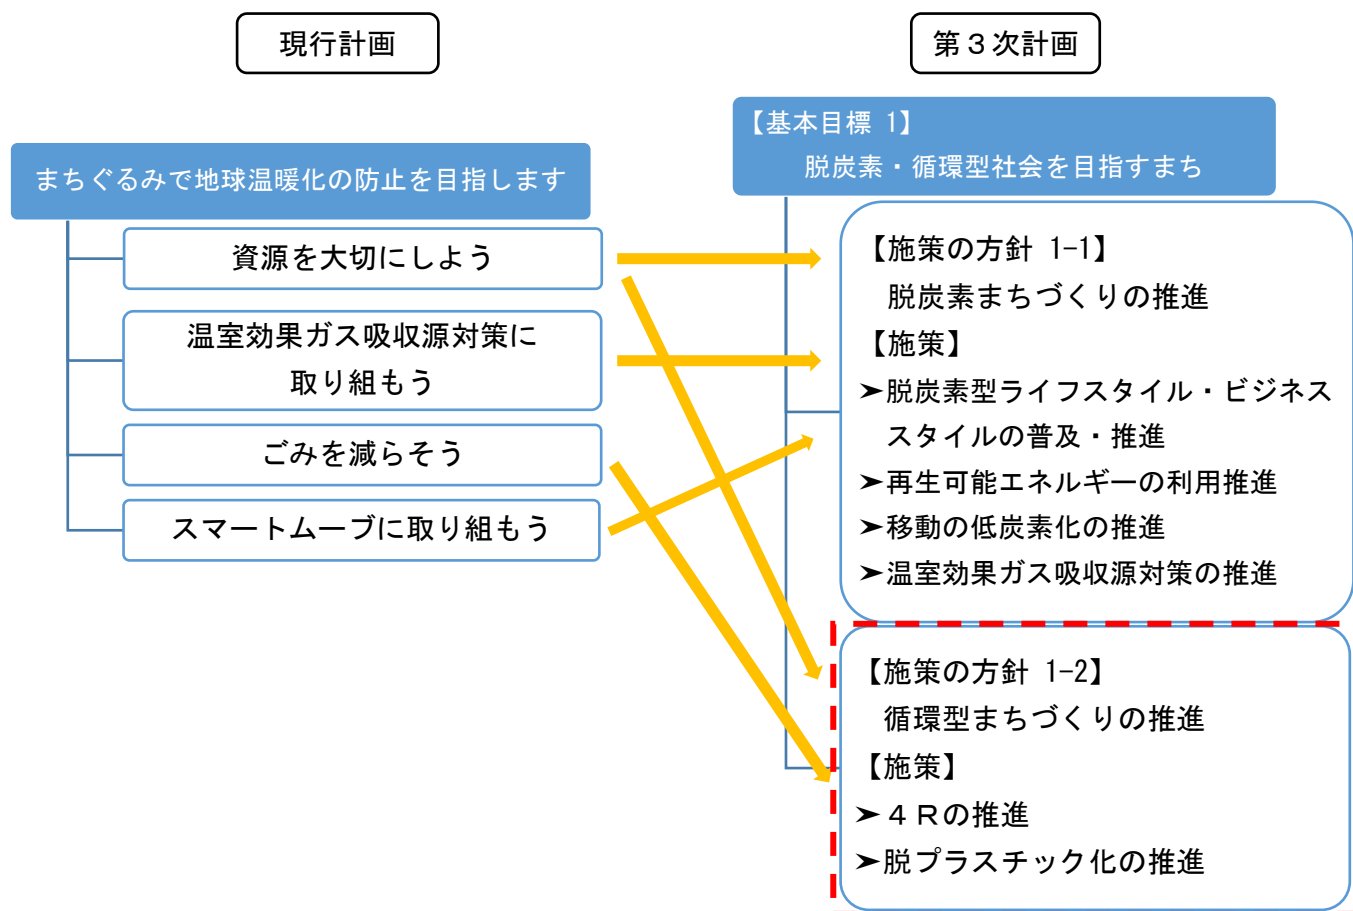 現行計画
まちぐるみで地球温暖化の防止を目指します
資源を大切にしよう
温室効果ガス吸収源対策に
取り組もう
ごみを減らそう
スマートムーブに取り組もう
第３次計画
【基本目標 1】
脱炭素・循環型社会を目指すまち
【施策の方針 1-1】
脱炭素まちづくりの推進
【施策】
➤脱炭素型ライフスタイル・ビジネス
スタイルの普及・推進
➤再生可能エネルギーの利用推進
➤移動の低炭素化の推進
➤温室効果ガス吸収源対策の推進
【施策の方針 1-2】
循環型まちづくりの推進
【施策】
➤４Ｒの推進
➤脱プラスチック化の推進